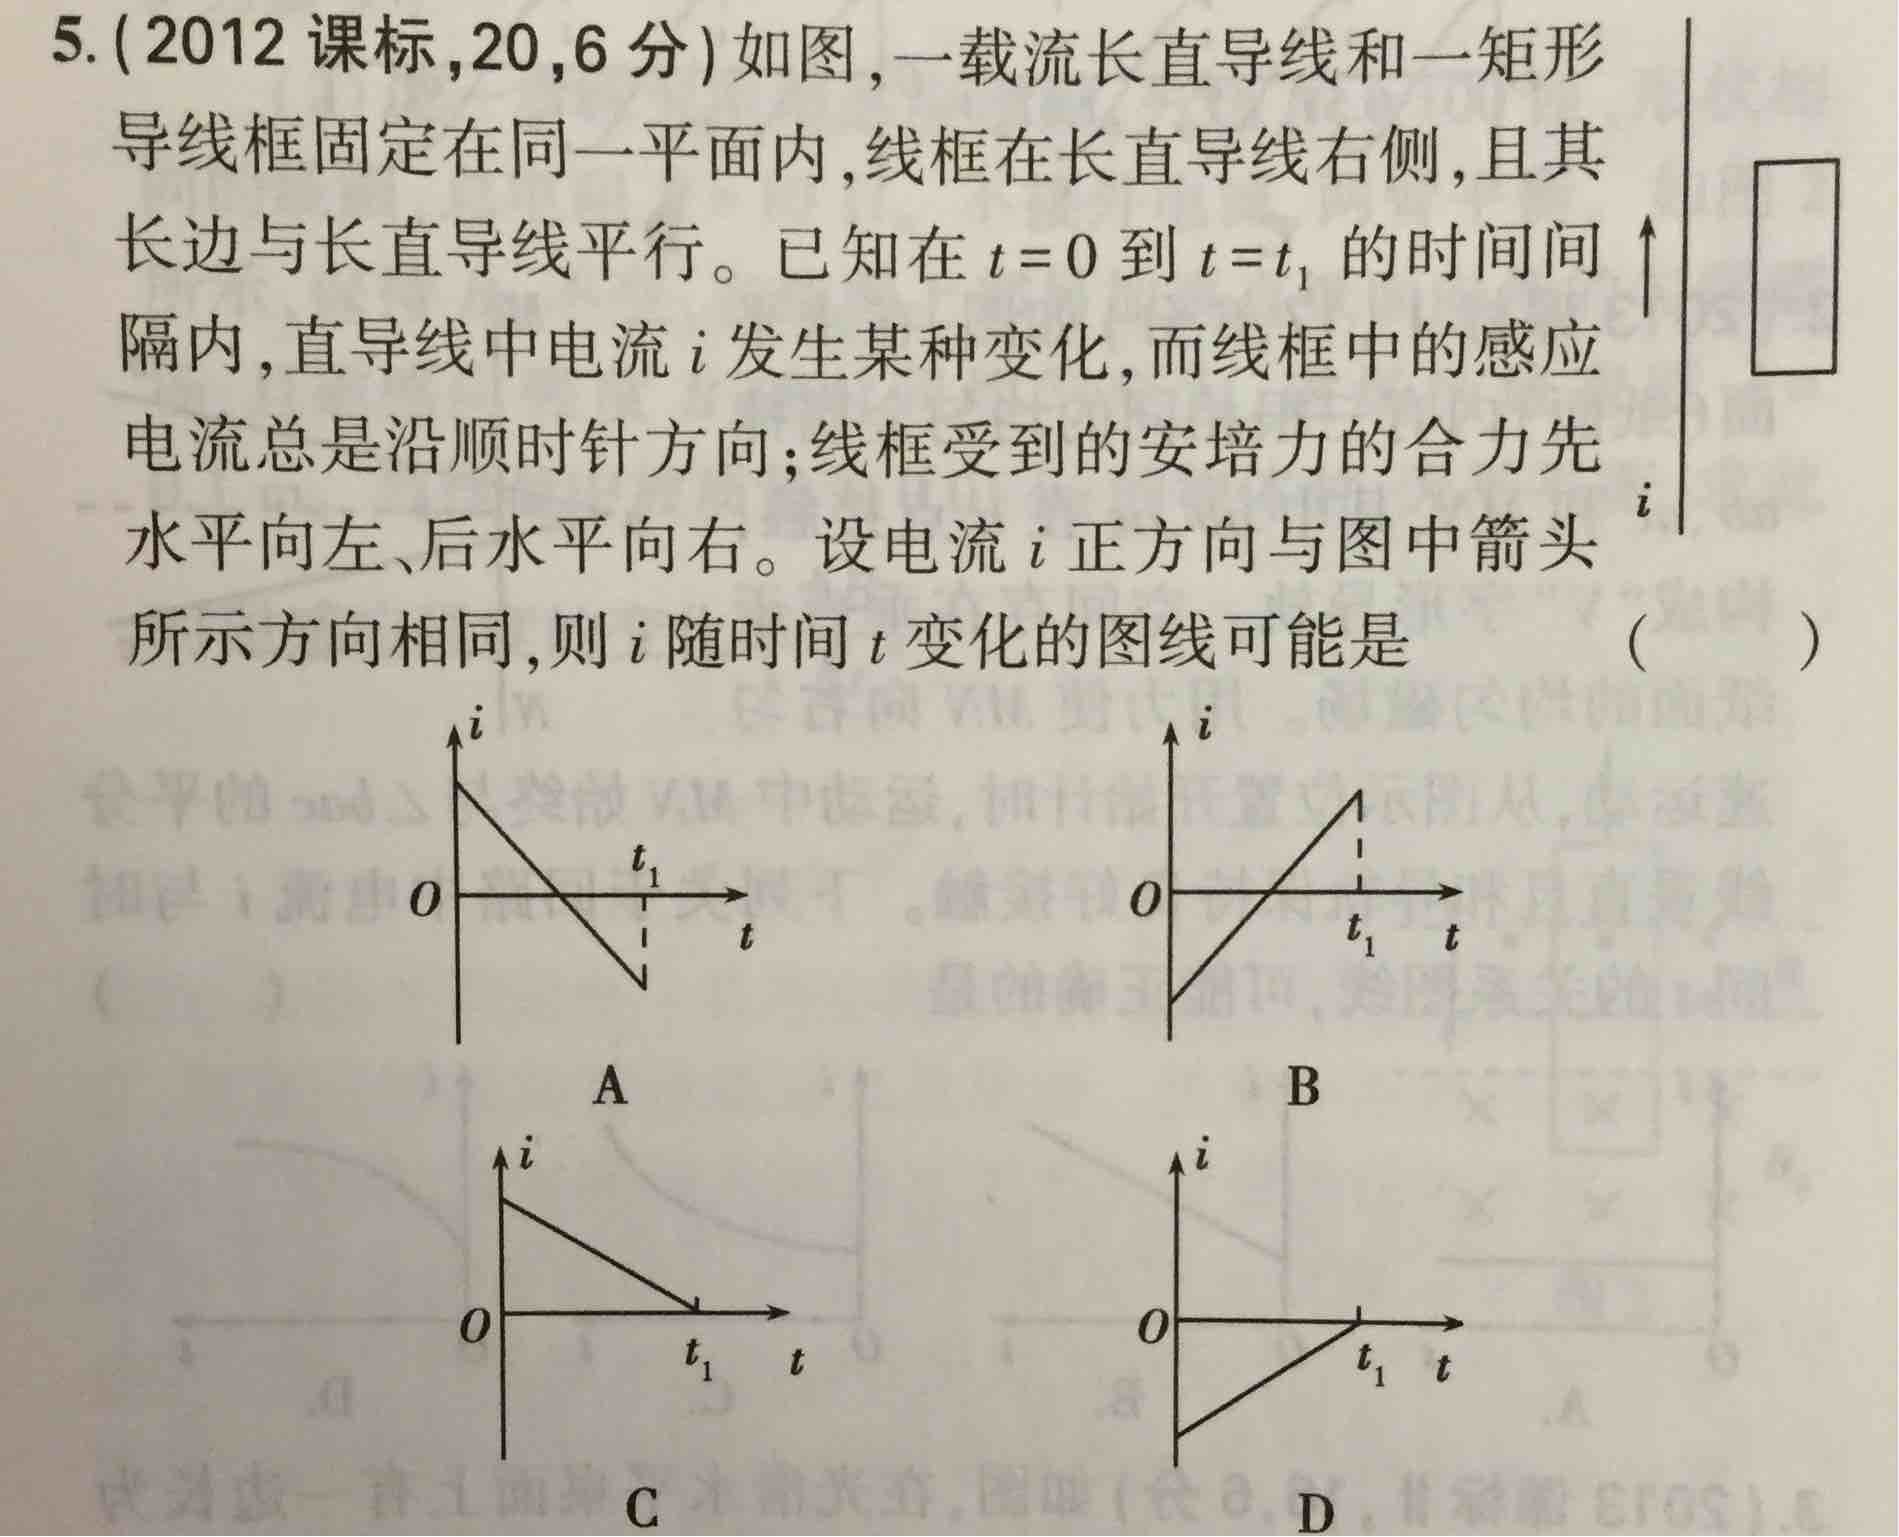 5.(2012 课标,20,6 分)如图,一载流长直导线和一矩形
导线框固定在同一平面内,线框在长直导线右侧,且其
长边与长直导线平行。已知在 t=0 到 t=t₁ 的时间间
隔内,直导线中电流 i 发生某种变化,而线框中的感应
电流总是沿顺时针方向;线框受到的安培力的合力先
水平向左、后水平向右。设电流 i 正方向与图中箭头
所示方向相同,则 i 随时间 t 变化的图线可能是 ( )
i
i
t₁
O
t
A
i
O
t₁
t
B
i
O
t₁
t
C
i
O
t₁
t
D